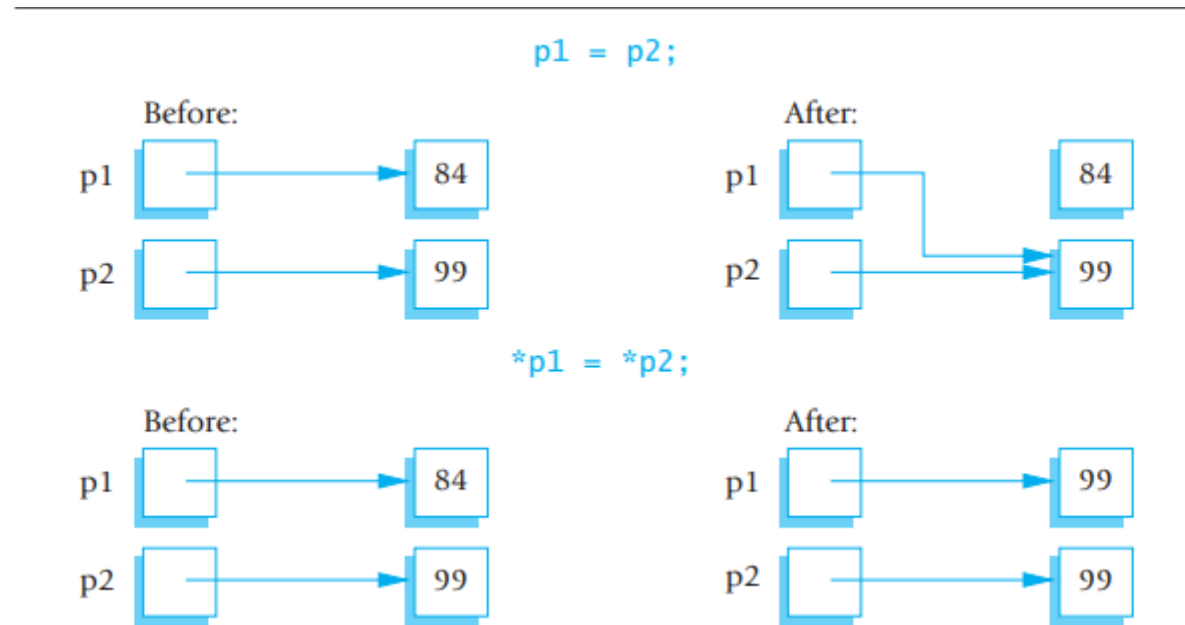 p1 = p2;
Before: After:
p1 84 p1 84
p2 99 p2 99
*p1 = *p2;
Before: After:
p1 84 p1 99
p2 99 p2 99